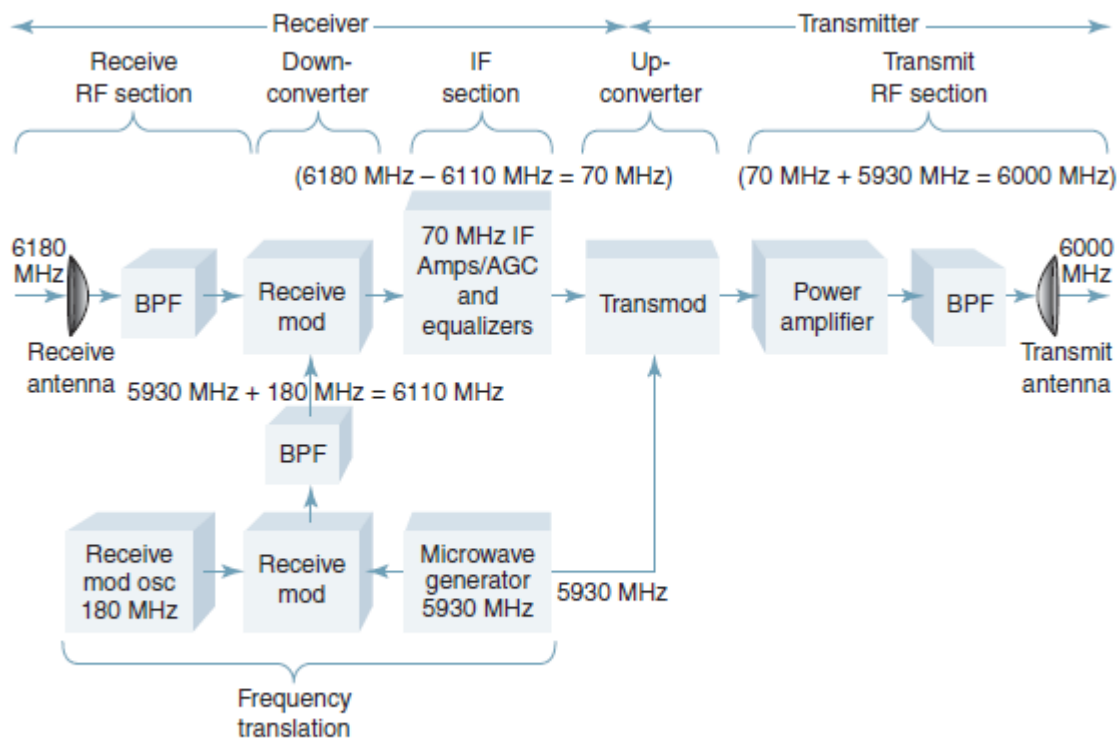 Receiver
Transmitter
Receive
RF section
Down-
converter
IF
section
Up-
converter
Transmit
RF section
(6180 MHz – 6110 MHz = 70 MHz)
(70 MHz + 5930 MHz = 6000 MHz)
6180
MHz
Receive
antenna
BPF
Receive
mod
70 MHz IF
Amps/AGC
and
equalizers
Transmod
Power
amplifier
BPF
6000
MHz
Transmit
antenna
5930 MHz + 180 MHz = 6110 MHz
BPF
Receive
mod osc
180 MHz
Receive
mod
Microwave
generator
5930 MHz
5930 MHz
Frequency
translation